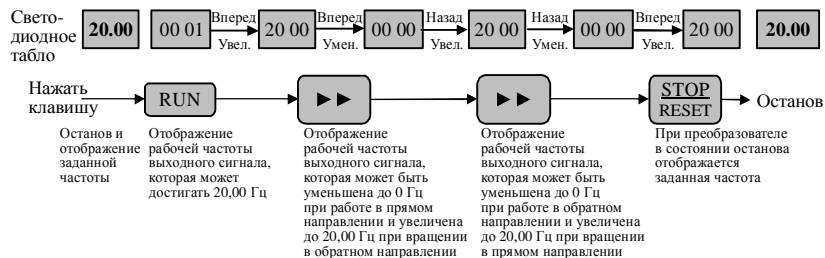 Свето-
диодное
табло
20.00
00 01
Вперед
Увел.
20 00
Вперед
Умен.
00 00
Назад
Увел.
20 00
Назад
Умен.
00 00
Вперед
Увел.
20 00
20.00
Нажать
клавишу
RUN
►►
►►
STOP
RESET
Останов
Останов и
отображение
заданной
частоты
Отображение
рабочей частоты
выходного сигнала,
которая может
достигать 20,00 Гц
Отображение
рабочей частоты
выходного сигнала,
которая может быть
уменьшена до 0 Гц
при работе в прямом
направлении и увеличена
до 20,00 Гц при вращении
в обратном направлении
Отображение
рабочей частоты
выходного сигнала,
которая может быть
уменьшена до 0 Гц
при работе в обратном
направлении и увеличена
до 20,00 Гц при вращении
в прямом направлении
При преобразователе
в состоянии останова
отображается
заданная частота